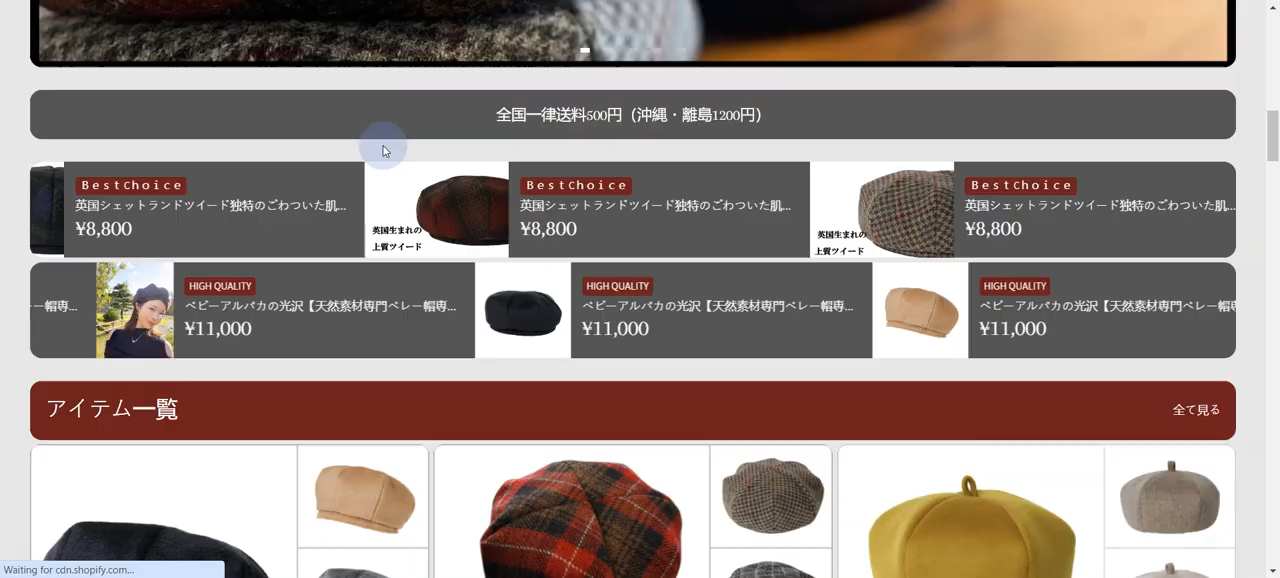 全国一律送料500円（沖縄・離島1200円）
BestChoice
英国シェットランドツイード独特のごわついた肌...
¥8,800
英国生まれの
上質ツイード
BestChoice
英国シェットランドツイード独特のごわついた肌...
¥8,800
英国生まれの
上質ツイード
BestChoice
英国シェットランドツイード独特のごわついた肌...
¥8,800
ー帽専...
HIGH QUALITY
ベビーアルパカの光沢【天然素材専門ベレー帽専...
¥11,000
HIGH QUALITY
ベビーアルパカの光沢【天然素材専門ベレー帽専...
¥11,000
HIGH QUALITY
ベビーアルパカの光沢【天然素材専門ベレー帽
¥11,000
アイテム一覧
全て見る
Waiting for cdn.shopify.com...